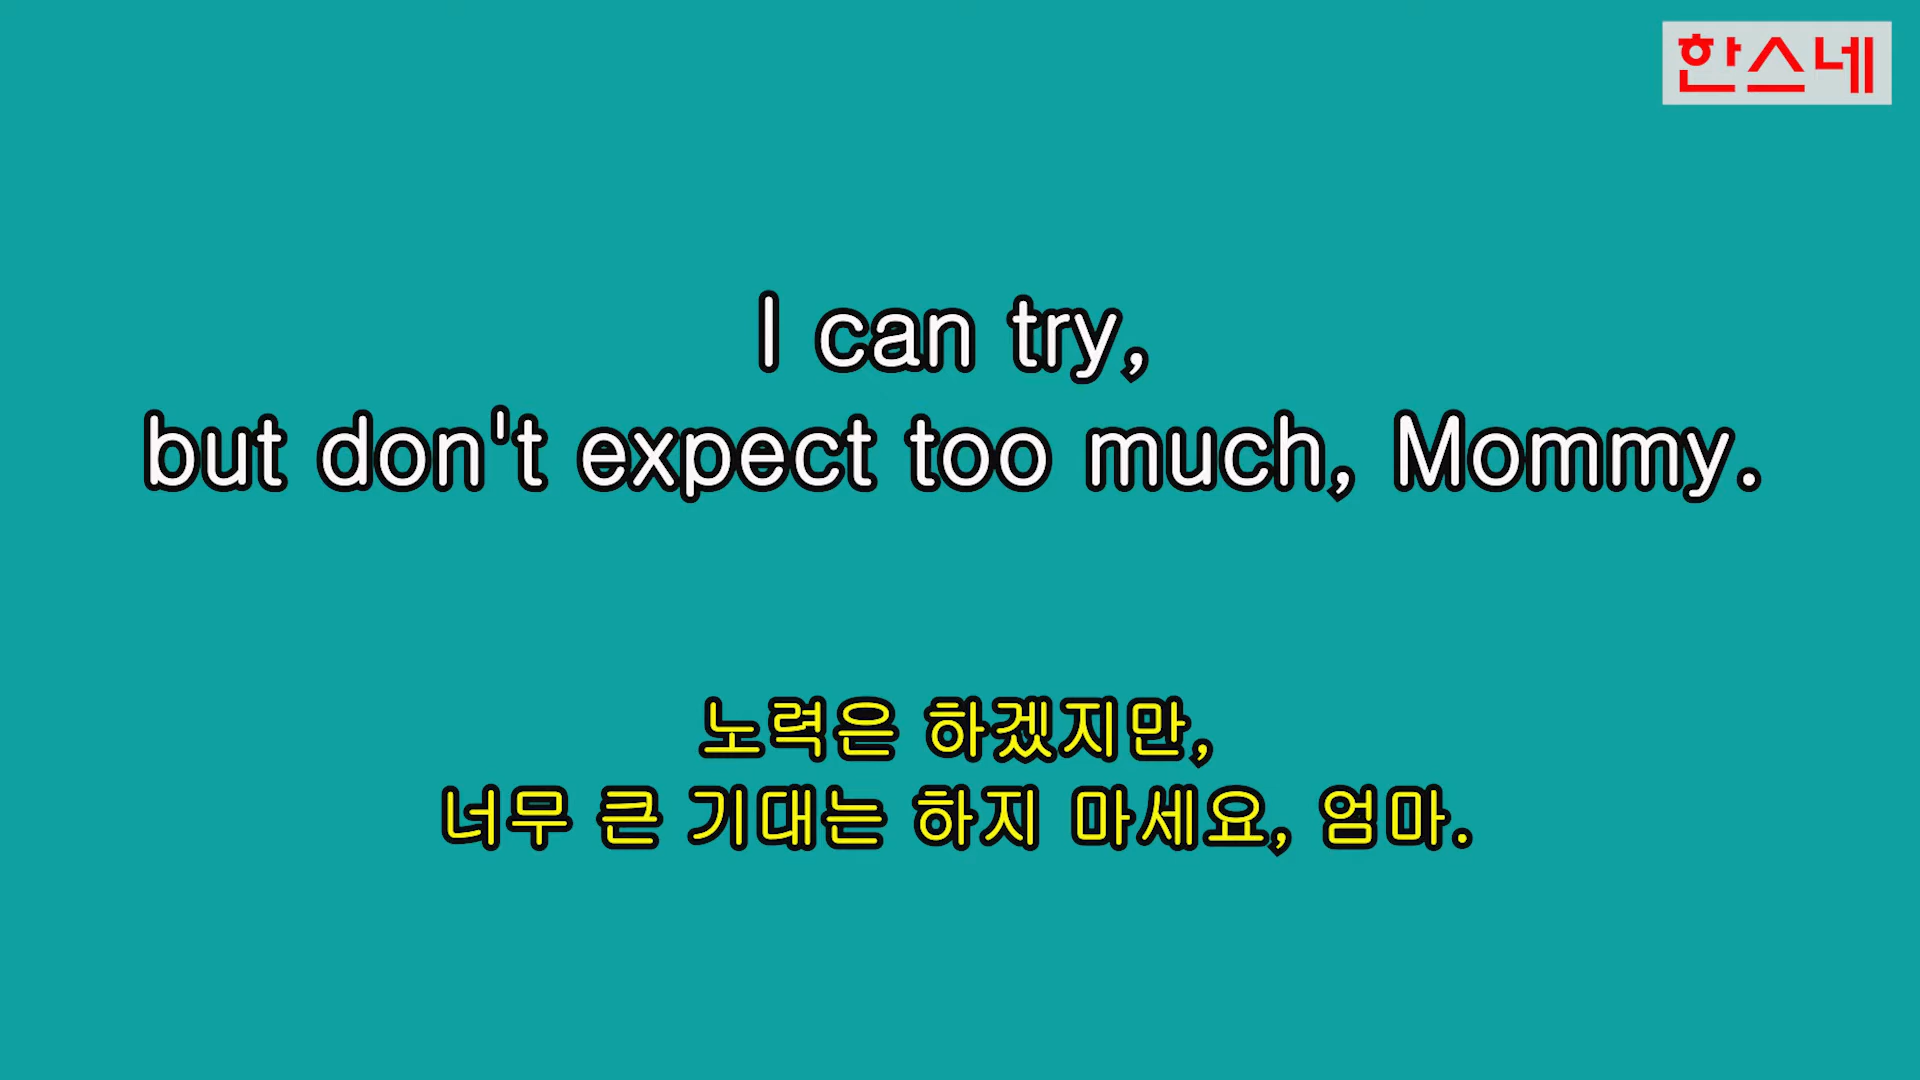 한스네
I can try,
but don't expect too much, Mommy.
노력은 하겠지만,
너무 큰 기대는 하지 마세요, 엄마.